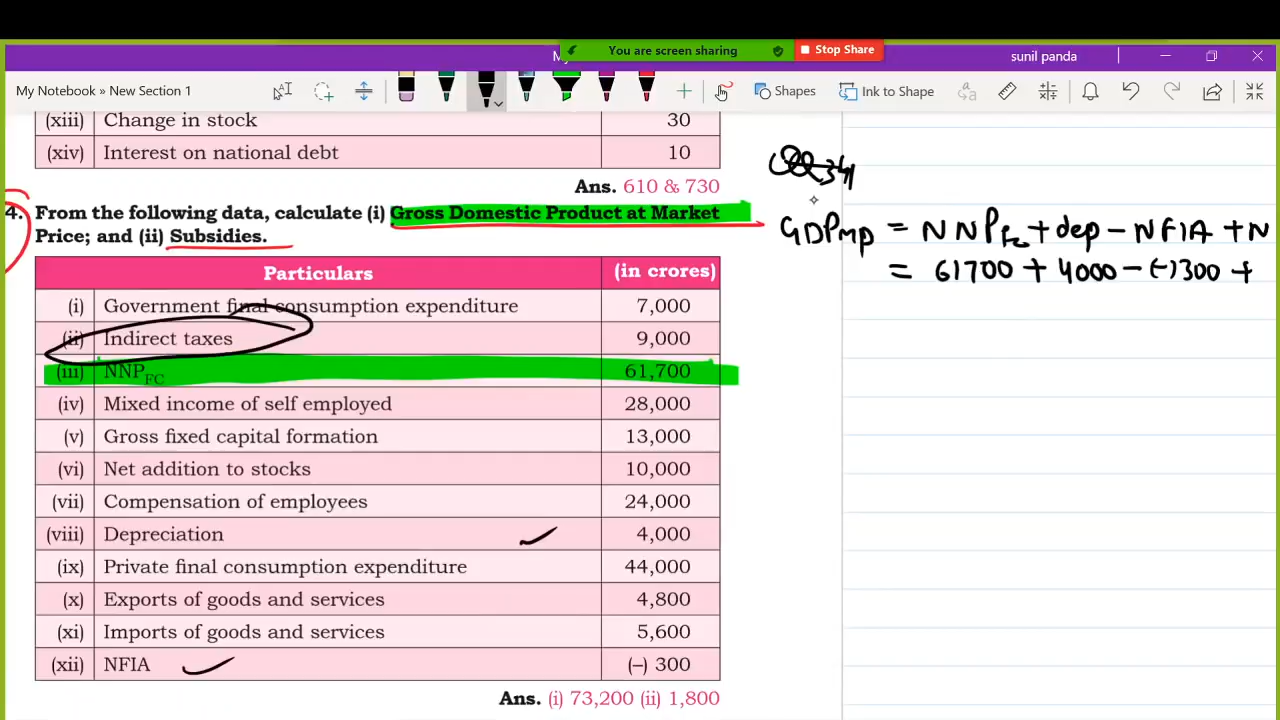 You are screen sharing
Stop Share
sunil panda
My Notebook » New Section 1
Shapes
Ink to Shape
(xiii) Change in stock 30
(xiv) Interest on national debt 10
Ans. 610 & 730
4. From the following data, calculate (i) Gross Domestic Product at Market
Price; and (ii) Subsidies.
Particulars (in crores)
(i) Government final consumption expenditure 7,000
(ii) Indirect taxes 9,000
(iii) NNPFC 61,700
(iv) Mixed income of self employed 28,000
(v) Gross fixed capital formation 13,000
(vi) Net addition to stocks 10,000
(vii) Compensation of employees 24,000
(viii) Depreciation 4,000
(ix) Private final consumption expenditure 44,000
(x) Exports of goods and services 4,800
(xi) Imports of goods and services 5,600
(xii) NFIA (–) 300
Ans. (i) 73,200 (ii) 1,800
GDPMP = NNPFc + dep - NFIA + N
= 61700 + 4000 - (-)300 +